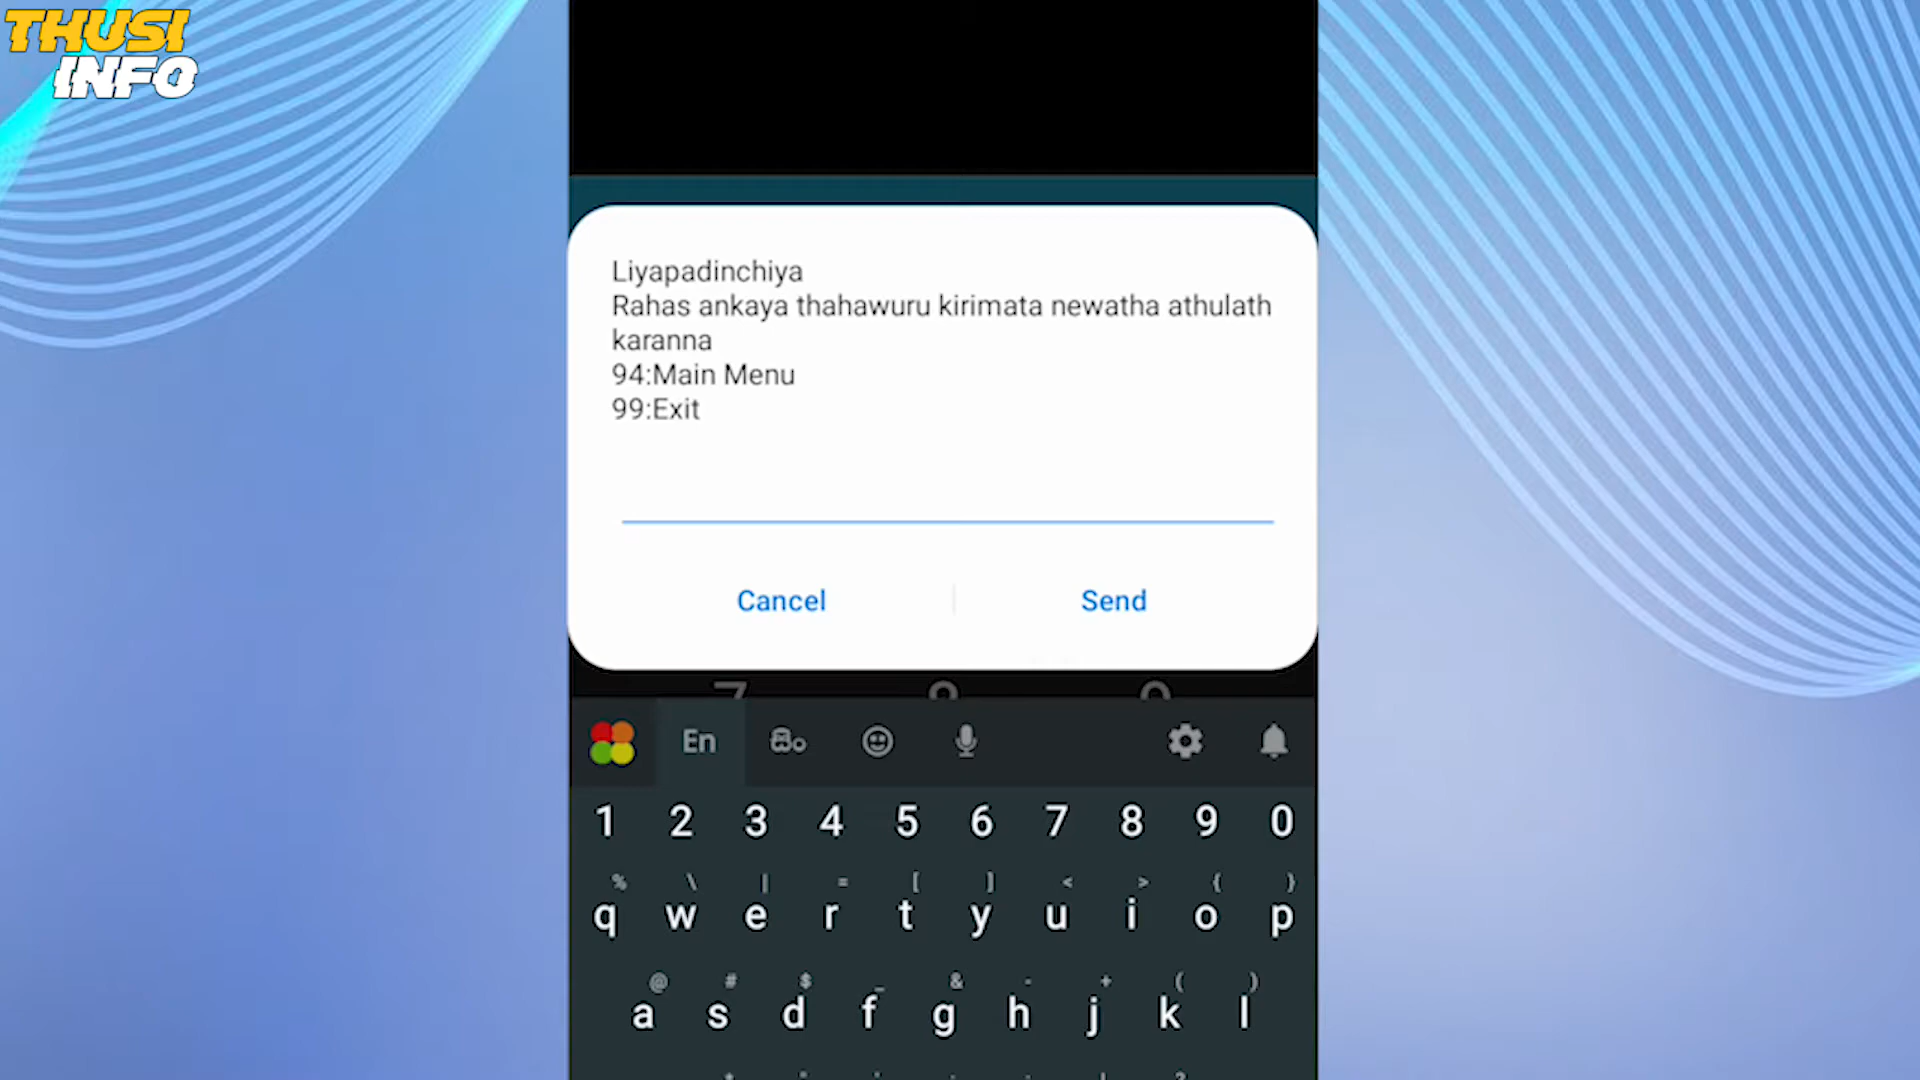 THUSI
INFO
Liyapadinchiya
Rahas ankaya thahawuru kirimata newatha athulath
karanna
94:Main Menu
99:Exit
Cancel
Send
En
1 2 3 4 5 6 7 8 9 0
% \ | = [ ] < > { }
q w e r t y u i o p
@ # $ _ & - + ( )
a s d f g h j k l